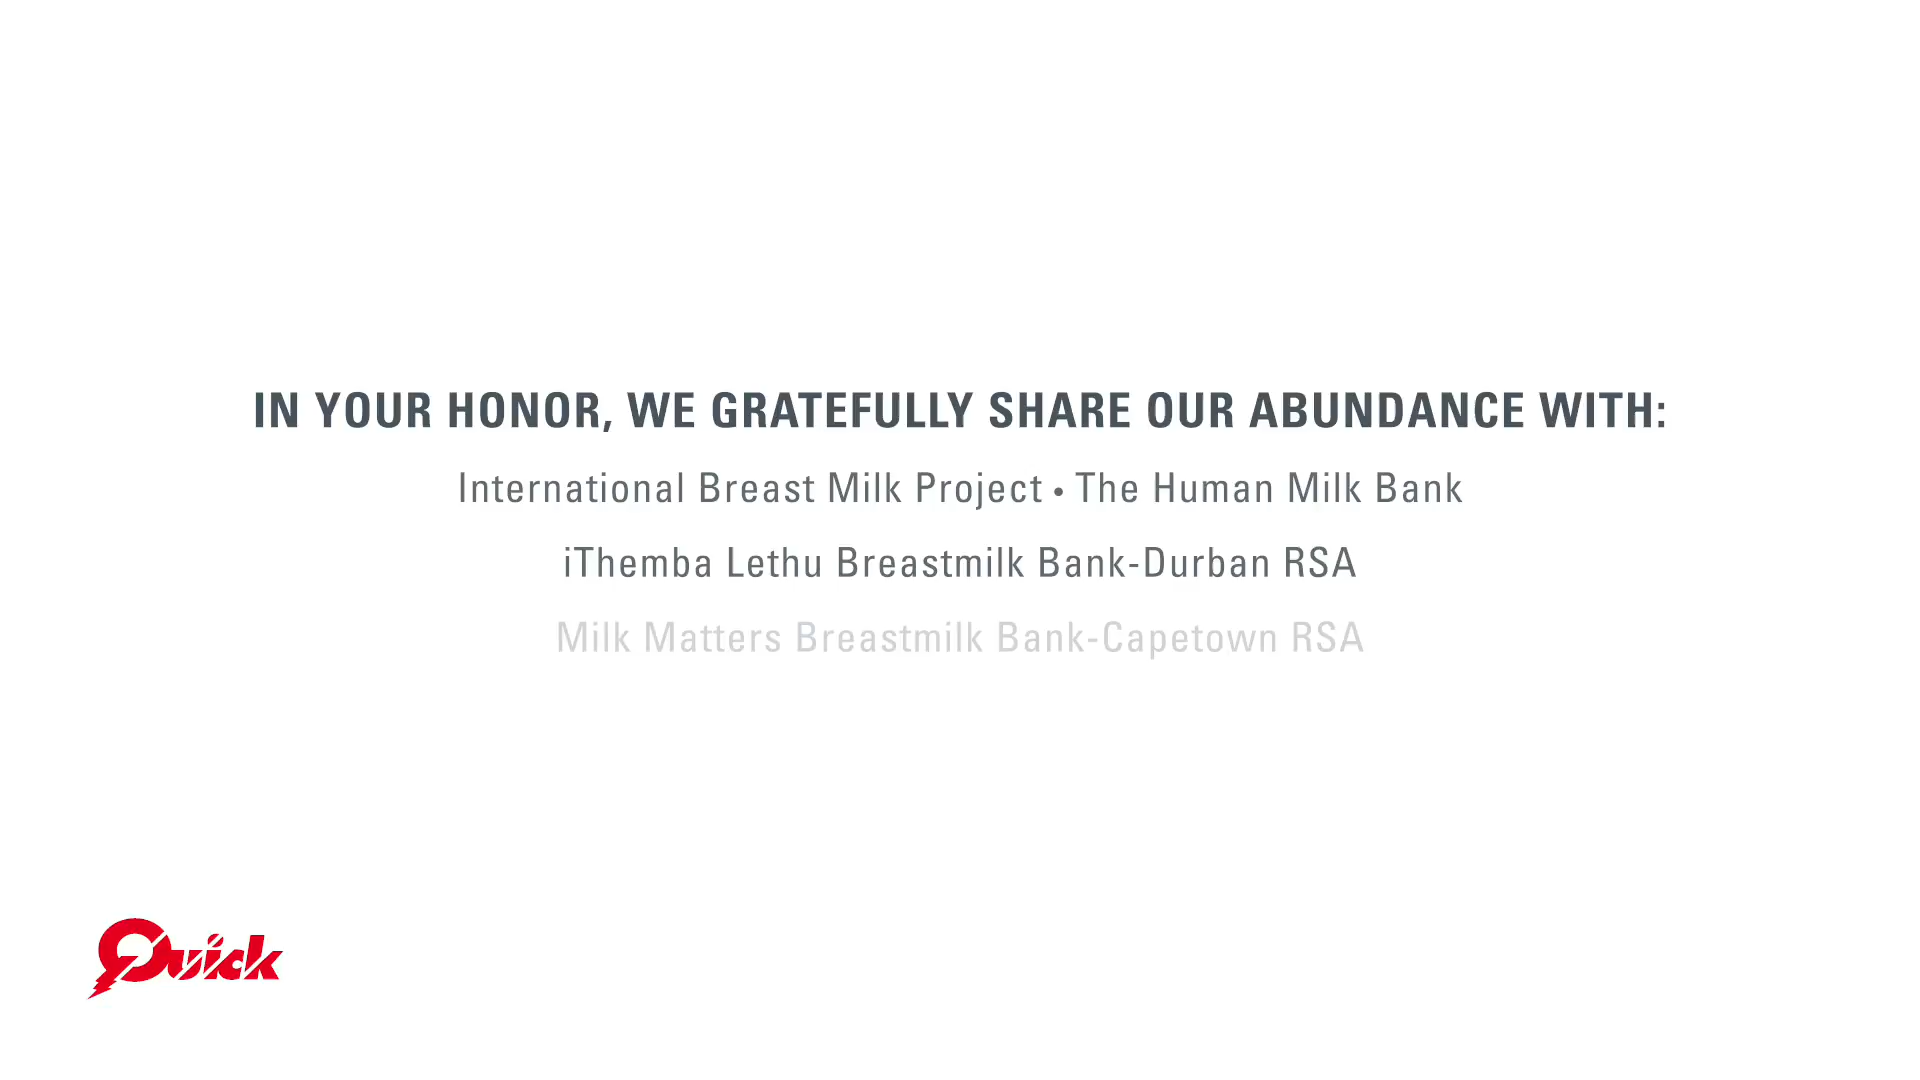 IN YOUR HONOR, WE GRATEFULLY SHARE OUR ABUNDANCE WITH:
International Breast Milk Project • The Human Milk Bank
iThemba Lethu Breastmilk Bank-Durban RSA
Milk Matters Breastmilk Bank-Capetown RSA
Quick